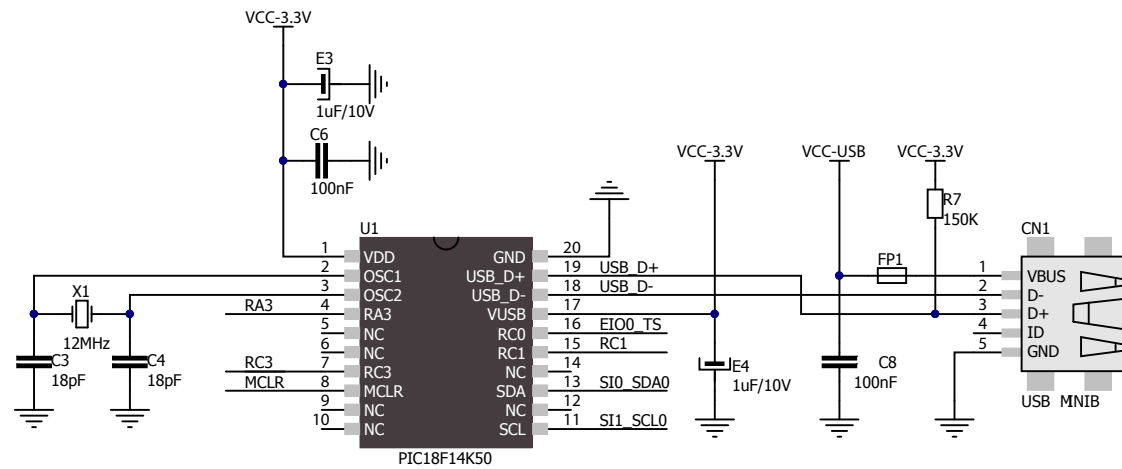 VCC-3.3V
E3
1uF/10V
C6
100nF
VCC-3.3V
VCC-USB
VCC-3.3V
R7
150K
U1
CN1
1 VDD GND 20
2 OSC1 USB_D+ 19 USB_D+
3 OSC2 USB_D- 18 USB_D-
RA3 4 RA3 VUSB 17
5 NC RC0 16 EIO0_TS
6 NC RC1 15 RC1
RC3 7 RC3 NC 14
MCLR 8 MCLR SDA 13 SI0_SDA0
9 NC NC 12
10 NC SCL 11 SI1_SCL0
PIC18F14K50
X1
12MHz
C3
18pF
C4
18pF
E4
1uF/10V
FP1
C8
100nF
1 VBUS
2 D-
3 D+
4 ID
5 GND
USB MINIB